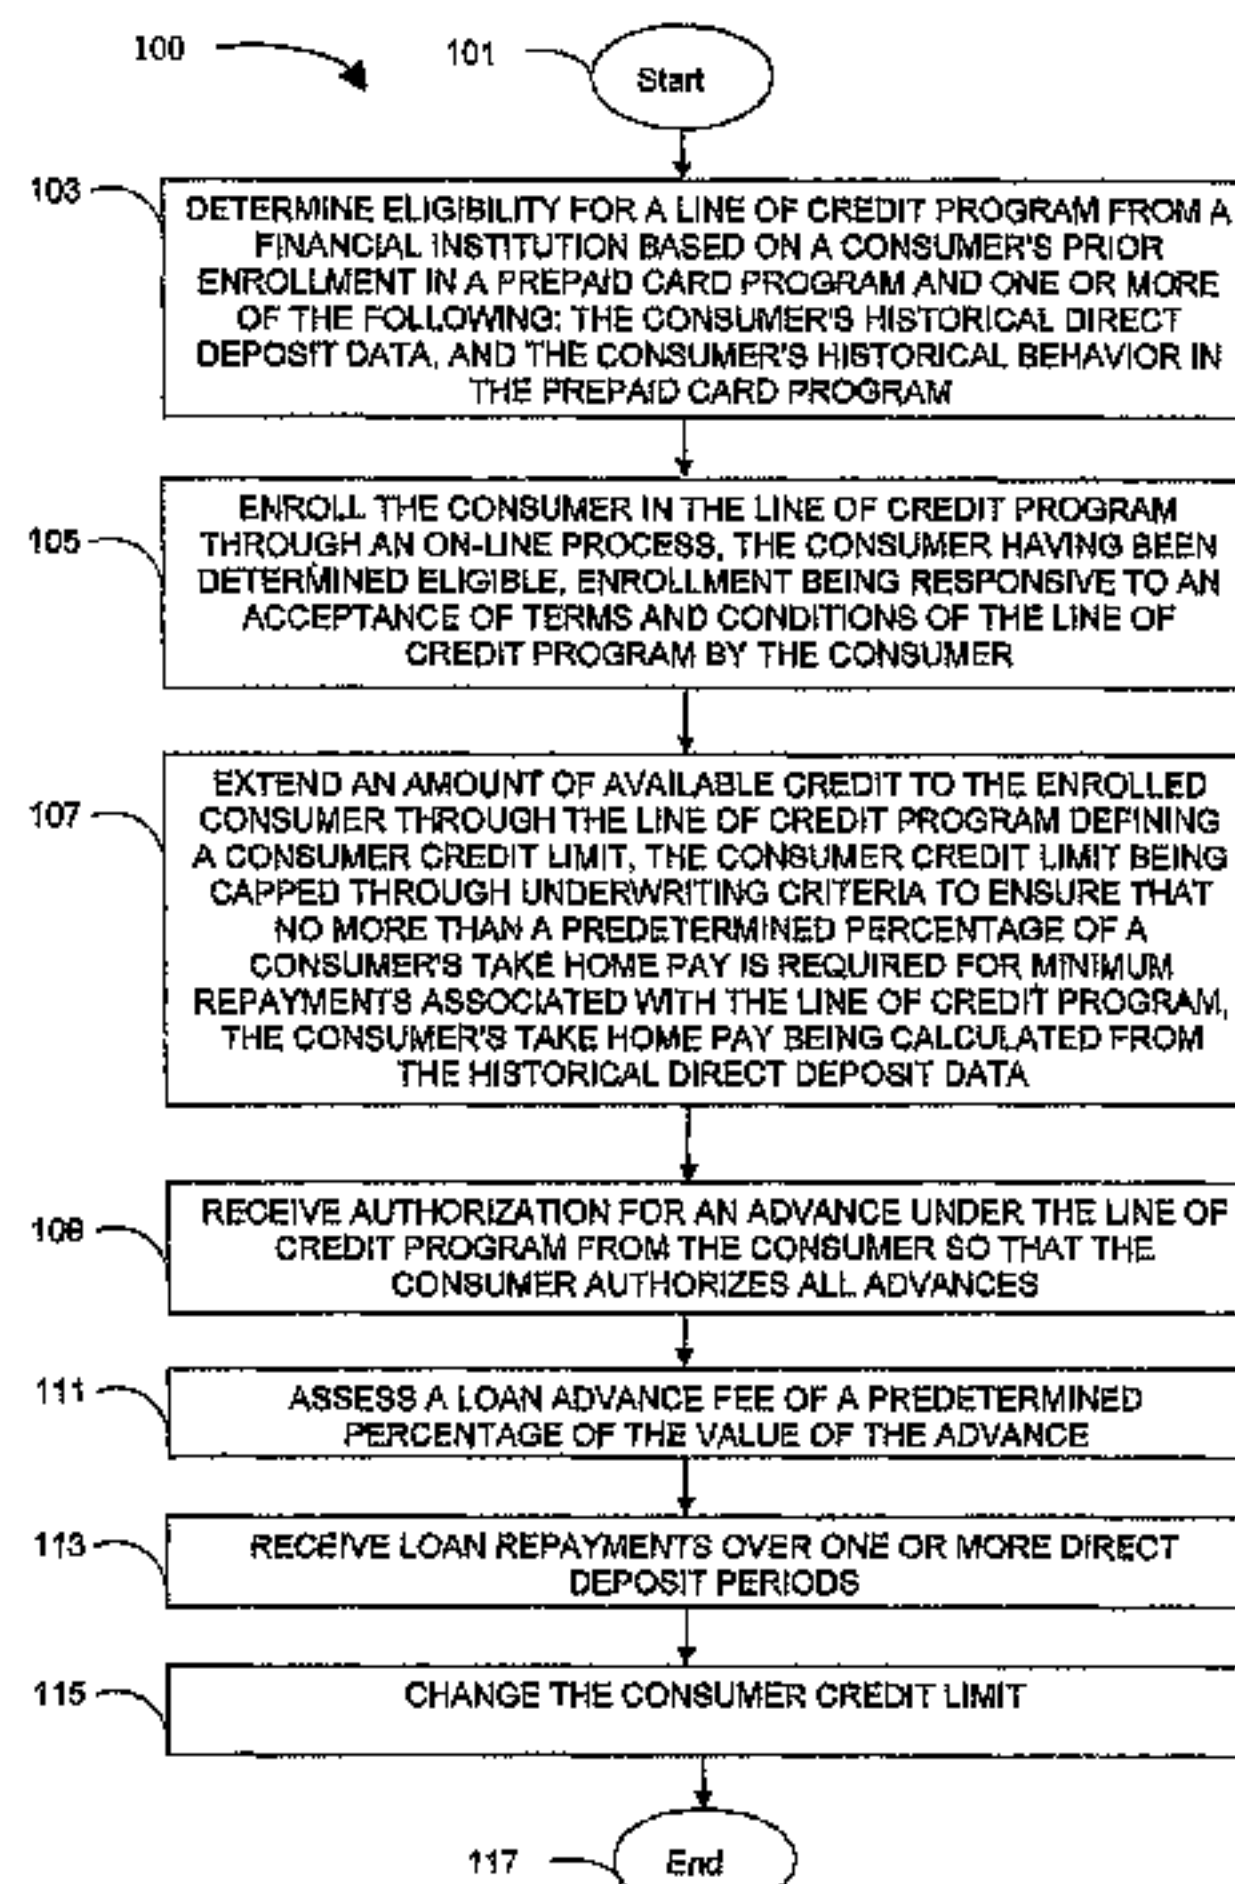 100
101
Start
103
DETERMINE ELIGIBILITY FOR A LINE OF CREDIT PROGRAM FROM A
FINANCIAL INSTITUTION BASED ON A CONSUMER'S PRIOR
ENROLLMENT IN A PREPAID CARD PROGRAM AND ONE OR MORE
OF THE FOLLOWING: THE CONSUMER'S HISTORICAL DIRECT
DEPOSIT DATA, AND THE CONSUMER'S HISTORICAL BEHAVIOR IN
THE PREPAID CARD PROGRAM
105
ENROLL THE CONSUMER IN THE LINE OF CREDIT PROGRAM
THROUGH AN ON-LINE PROCESS, THE CONSUMER HAVING BEEN
DETERMINED ELIGIBLE, ENROLLMENT BEING RESPONSIVE TO AN
ACCEPTANCE OF TERMS AND CONDITIONS OF THE LINE OF
CREDIT PROGRAM BY THE CONSUMER
107
EXTEND AN AMOUNT OF AVAILABLE CREDIT TO THE ENROLLED
CONSUMER THROUGH THE LINE OF CREDIT PROGRAM DEFINING
A CONSUMER CREDIT LIMIT, THE CONSUMER CREDIT LIMIT BEING
CAPPED THROUGH UNDERWRITING CRITERIA TO ENSURE THAT
NO MORE THAN A PREDETERMINED PERCENTAGE OF A
CONSUMER'S TAKE HOME PAY IS REQUIRED FOR MINIMUM
REPAYMENTS ASSOCIATED WITH THE LINE OF CREDIT PROGRAM,
THE CONSUMER'S TAKE HOME PAY BEING CALCULATED FROM
THE HISTORICAL DIRECT DEPOSIT DATA
109
RECEIVE AUTHORIZATION FOR AN ADVANCE UNDER THE LINE OF
CREDIT PROGRAM FROM THE CONSUMER SO THAT THE
CONSUMER AUTHORIZES ALL ADVANCES
111
ASSESS A LOAN ADVANCE FEE OF A PREDETERMINED
PERCENTAGE OF THE VALUE OF THE ADVANCE
113
RECEIVE LOAN REPAYMENTS OVER ONE OR MORE DIRECT
DEPOSIT PERIODS
115
CHANGE THE CONSUMER CREDIT LIMIT
117
End